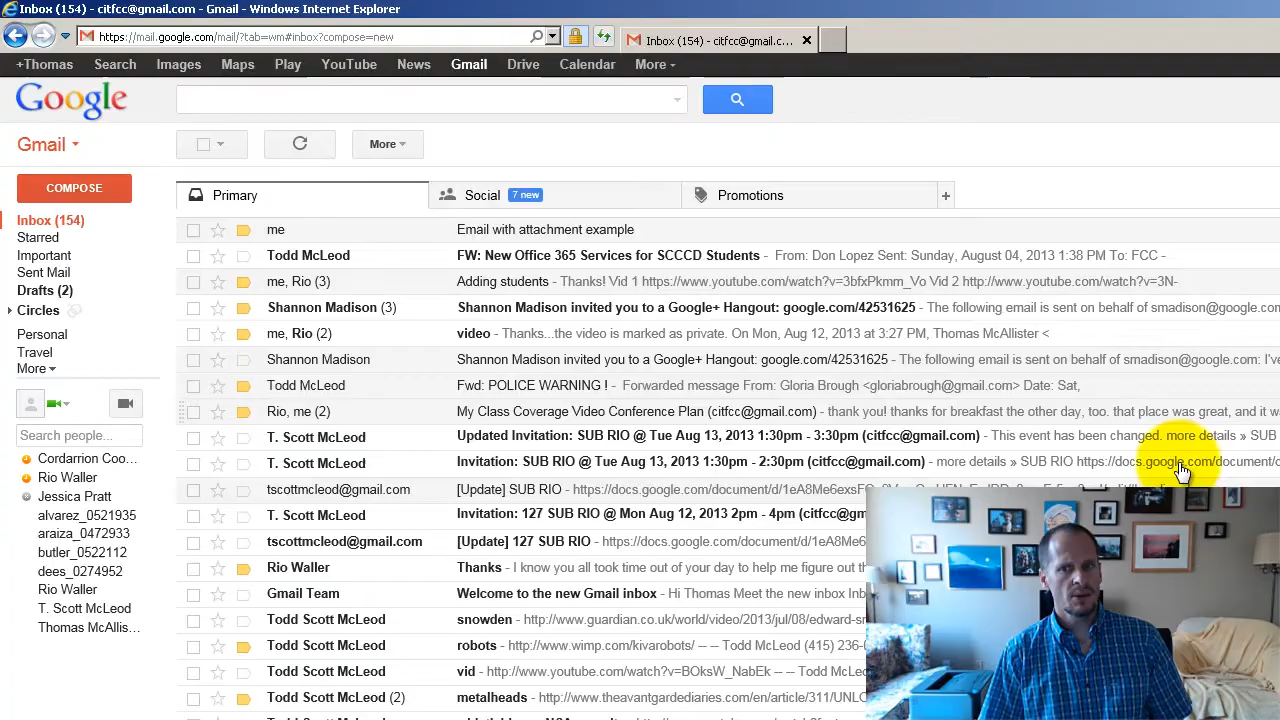 Inbox (154) - citfcc@gmail.com - Gmail - Windows Internet Explorer
https://mail.google.com/mail/?tab=wm#inbox?compose=new
Inbox (154) - citfcc@gmail.c...
+Thomas Search Images Maps Play YouTube News Gmail Drive Calendar More
Google
Gmail
More
COMPOSE
Primary Social 7 new Promotions +
Inbox (154)
Starred
Important
Sent Mail
Drafts (2)
Circles
Personal
Travel
More
Search people...
Cordarrion Coo...
Rio Waller
Jessica Pratt
alvarez_0521935
araiza_0472933
butler_0522112
dees_0274952
Rio Waller
T. Scott McLeod
Thomas McAllis...
me Email with attachment example
Todd McLeod FW: New Office 365 Services for SCCCD Students - From: Don Lopez Sent: Sunday, August 04, 2013 1:38 PM To: FCC -
me, Rio (3) Adding students - Thanks! Vid 1 https://www.youtube.com/watch?v=3bfxPkmm_Vo Vid 2 http://www.youtube.com/watch?v=3N-
Shannon Madison (3) Shannon Madison invited you to a Google+ Hangout: google.com/42531625 - The following email is sent on behalf of smadison@google.com:
me, Rio (2) video - Thanks...the video is marked as private. On Mon, Aug 12, 2013 at 3:27 PM, Thomas McAllister <
Shannon Madison Shannon Madison invited you to a Google+ Hangout: google.com/42531625 - The following email is sent on behalf of smadison@google.com: I've
Todd McLeod Fwd: POLICE WARNING ! - Forwarded message From: Gloria Brough <gloriabrough@gmail.com> Date: Sat,
Rio, me (2) My Class Coverage Video Conference Plan (citfcc@gmail.com) - thank you! thanks for breakfast the other day, too. that place was great, and it w
T. Scott McLeod Updated Invitation: SUB RIO @ Tue Aug 13, 2013 1:30pm - 3:30pm (citfcc@gmail.com) - This event has been changed. more details » SUB
T. Scott McLeod Invitation: SUB RIO @ Tue Aug 13, 2013 1:30pm - 2:30pm (citfcc@gmail.com) - more details » SUB RIO https://docs.google.com/document/
tscottmcleod@gmail.com [Update] SUB RIO
T. Scott McLeod Invitation: 127 SUB RIO @ Mon Aug 12, 2013 2pm - 4pm (citfcc@gm
tscottmcleod@gmail.com [Update] 127 SUB RIO - https://docs.google.com/document/d/1eA8Me6
Rio Waller Thanks - I know you all took time out of your day to help me figure out th
Gmail Team Welcome to the new Gmail inbox - Hi Thomas Meet the new inbox Inbox
Todd Scott McLeod snowden - http://www.guardian.co.uk/world/video/2013/jul/08/edward-sn
Todd Scott McLeod robots - http://www.wimp.com/kivarobots/ -- -- Todd McLeod (415) 236-0
Todd Scott McLeod vid - http://www.youtube.com/watch?v=BOksW_NabEk -- -- Todd McLeod
Todd Scott McLeod (2) metalheads - http://www.theavantgardediaries.com/en/article/311/UNLO
Todd Scott McLeod